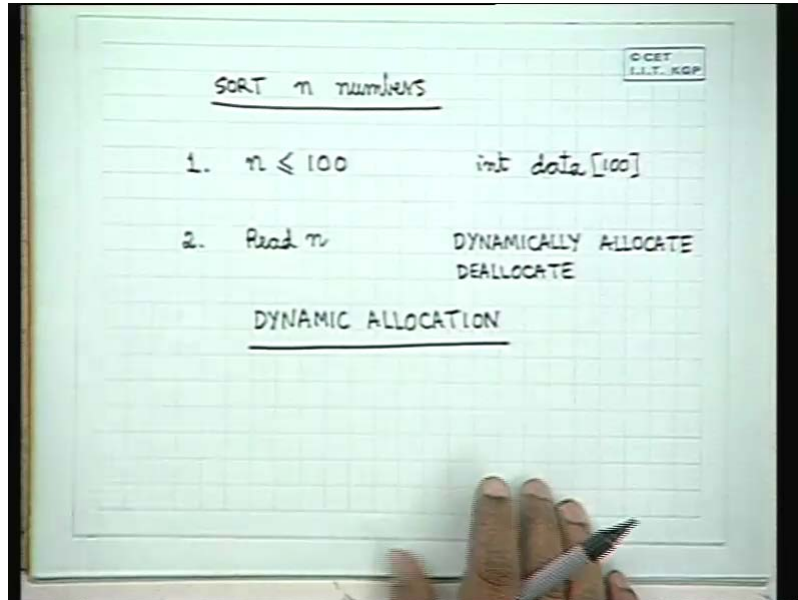 © CET
I.I.T. KGP
SORT n numbers
1. n ≤ 100 int data [100]
2. Read n DYNAMICALLY ALLOCATE
DEALLOCATE
DYNAMIC ALLOCATION